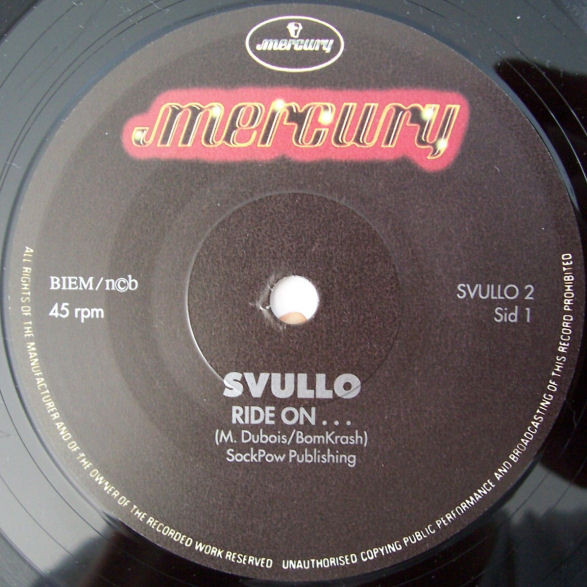 mercury
mercury
BIEM/n©b
45 rpm
SVULLO 2
Sid 1
SVULLO
RIDE ON . . .
(M. Dubois/BomKrash)
SockPow Publishing
ALL RIGHTS OF THE MANUFACTURER AND OF THE OWNER OF THE RECORDED WORK RESERVED UNAUTHORISED COPYING PUBLIC PERFORMANCE AND BROADCASTING OF THIS RECORD PROHIBITED